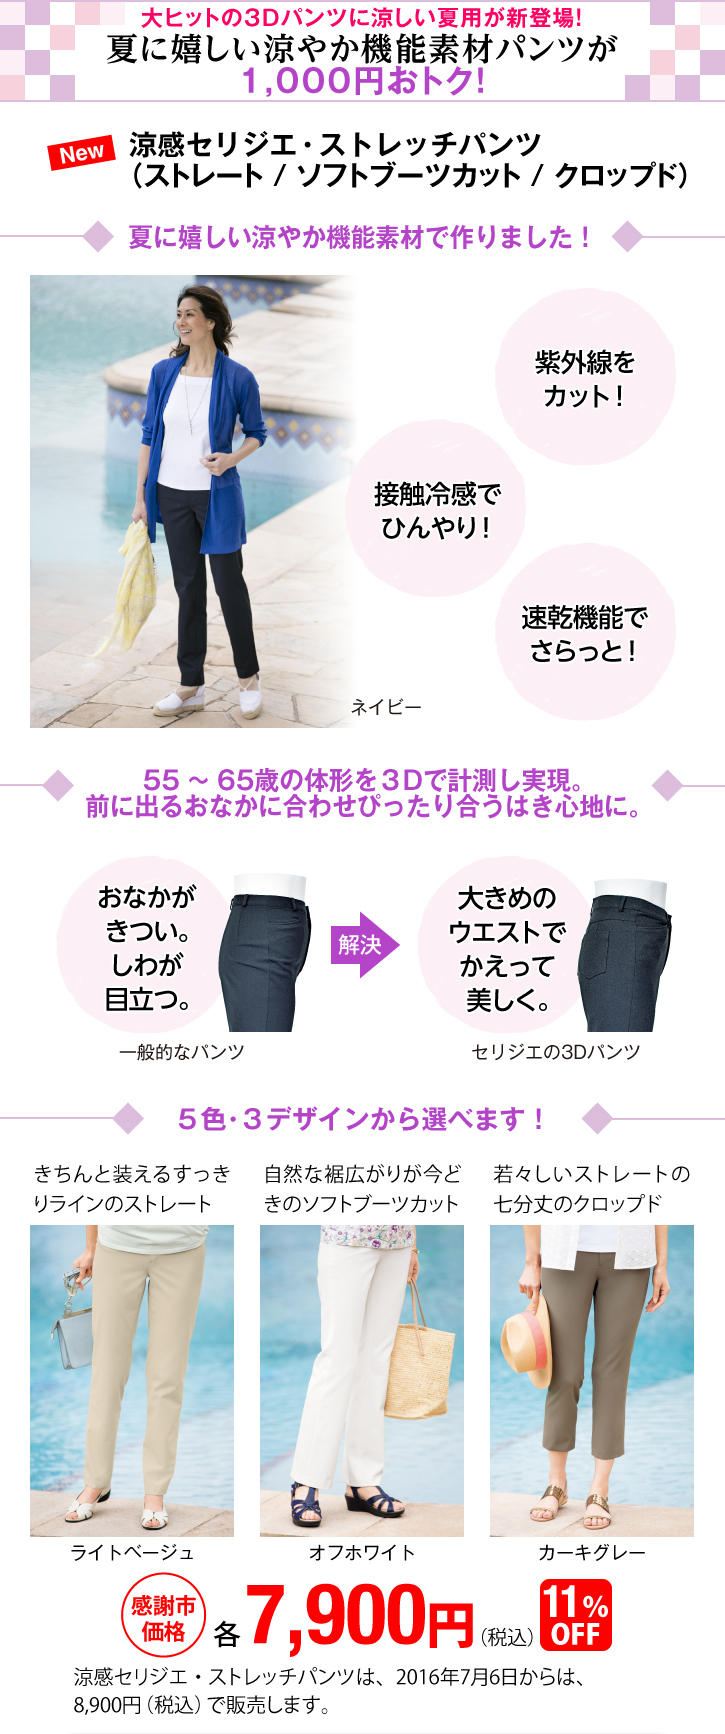 大ヒットの3Dパンツに涼しい夏用が新登場!
夏に嬉しい涼やか機能素材パンツが
1,000円おトク!
New
涼感セリジエ・ストレッチパンツ
（ストレート / ソフトブーツカット / クロップド）
夏に嬉しい涼やか機能素材で作りました！
紫外線を
カット！
接触冷感で
ひんやり！
速乾機能で
さらっと！
ネイビー
55 ～ 65歳の体形を３Dで計測し実現。
前に出るおなかに合わせぴったり合うはき心地に。
おなかが
きつい。
しわが
目立つ。
解決
大きめの
ウエストで
かえって
美しく。
一般的なパンツ
セリジエの3Dパンツ
５色・３デザインから選べます！
きちんと装えるすっき
りラインのストレート
自然な裾広がりが今ど
きのソフトブーツカット
若々しいストレートの
七分丈のクロップド
ライトベージュ
オフホワイト
カーキグレー
感謝市
価格
各7,900円（税込）
11%
OFF
涼感セリジエ・ストレッチパンツは、2016年7月6日からは、
8,900円（税込）で販売します。